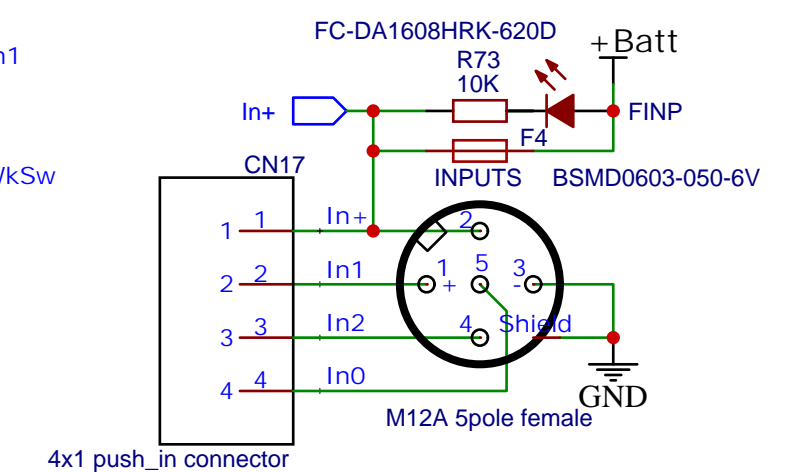 FC-DA1608HRK-620D
+Batt
n1
R73
10K
In+
FINP
F4
CN17
INPUTS
BSMD0603-050-6V
kSw
1 1 In+ 2
2 2 In1 1 + 5 3 -
3 3 In2 4 Shield
4 4 In0
GND
M12A 5pole female
4x1 push_in connector